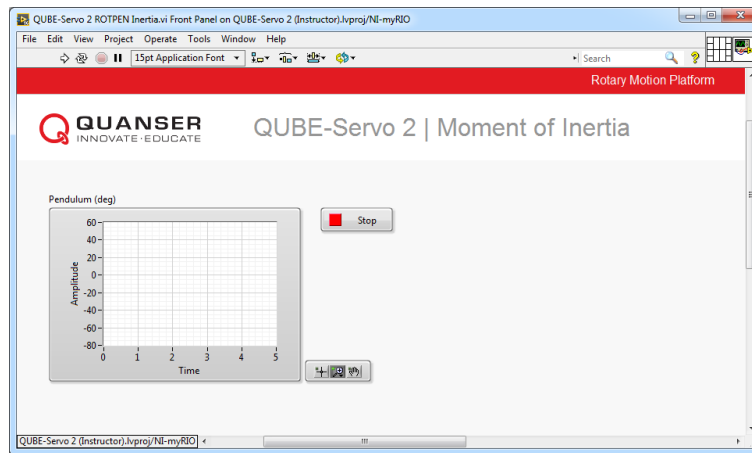 QUBE-Servo 2 ROTPEN Inertia.vi Front Panel on QUBE-Servo 2 (Instructor).lvproj/NI-myRIO
File Edit View Project Operate Tools Window Help
15pt Application Font
Search
Rotary Motion Platform
QUANSER
INNOVATE·EDUCATE
QUBE-Servo 2 | Moment of Inertia
Pendulum (deg)
Stop
60
40
20
0
-20
-40
-60
-80
Amplitude
0 1 2 3 4 5
Time
QUBE-Servo 2 (Instructor).lvproj/NI-myRIO